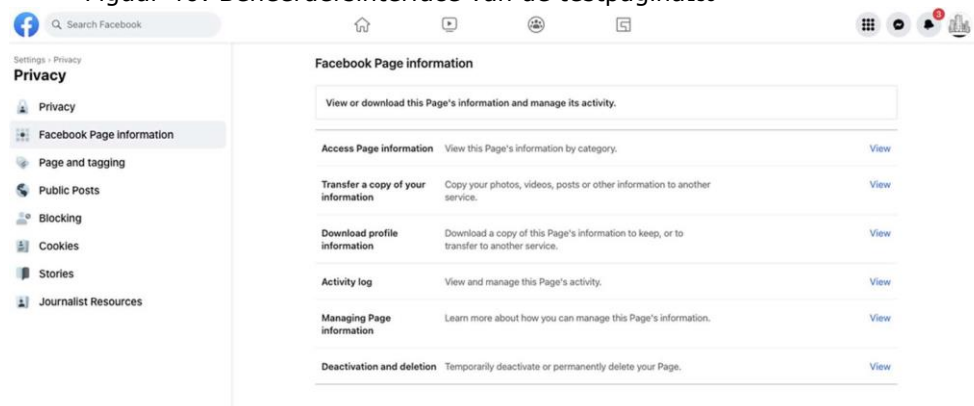 Search Facebook
3
Settings › Privacy
Privacy
Privacy
Facebook Page information
Page and tagging
Public Posts
Blocking
Cookies
Stories
Journalist Resources
Facebook Page information
View or download this Page's information and manage its activity.
Access Page information View this Page's information by category. View
Transfer a copy of your Copy your photos, videos, posts or other information to another View
information service.
Download profile Download a copy of this Page's information to keep, or to View
information transfer to another service.
Activity log View and manage this Page's activity. View
Managing Page Learn more about how you can manage this Page's information. View
information
Deactivation and deletion Temporarily deactivate or permanently delete your Page. View